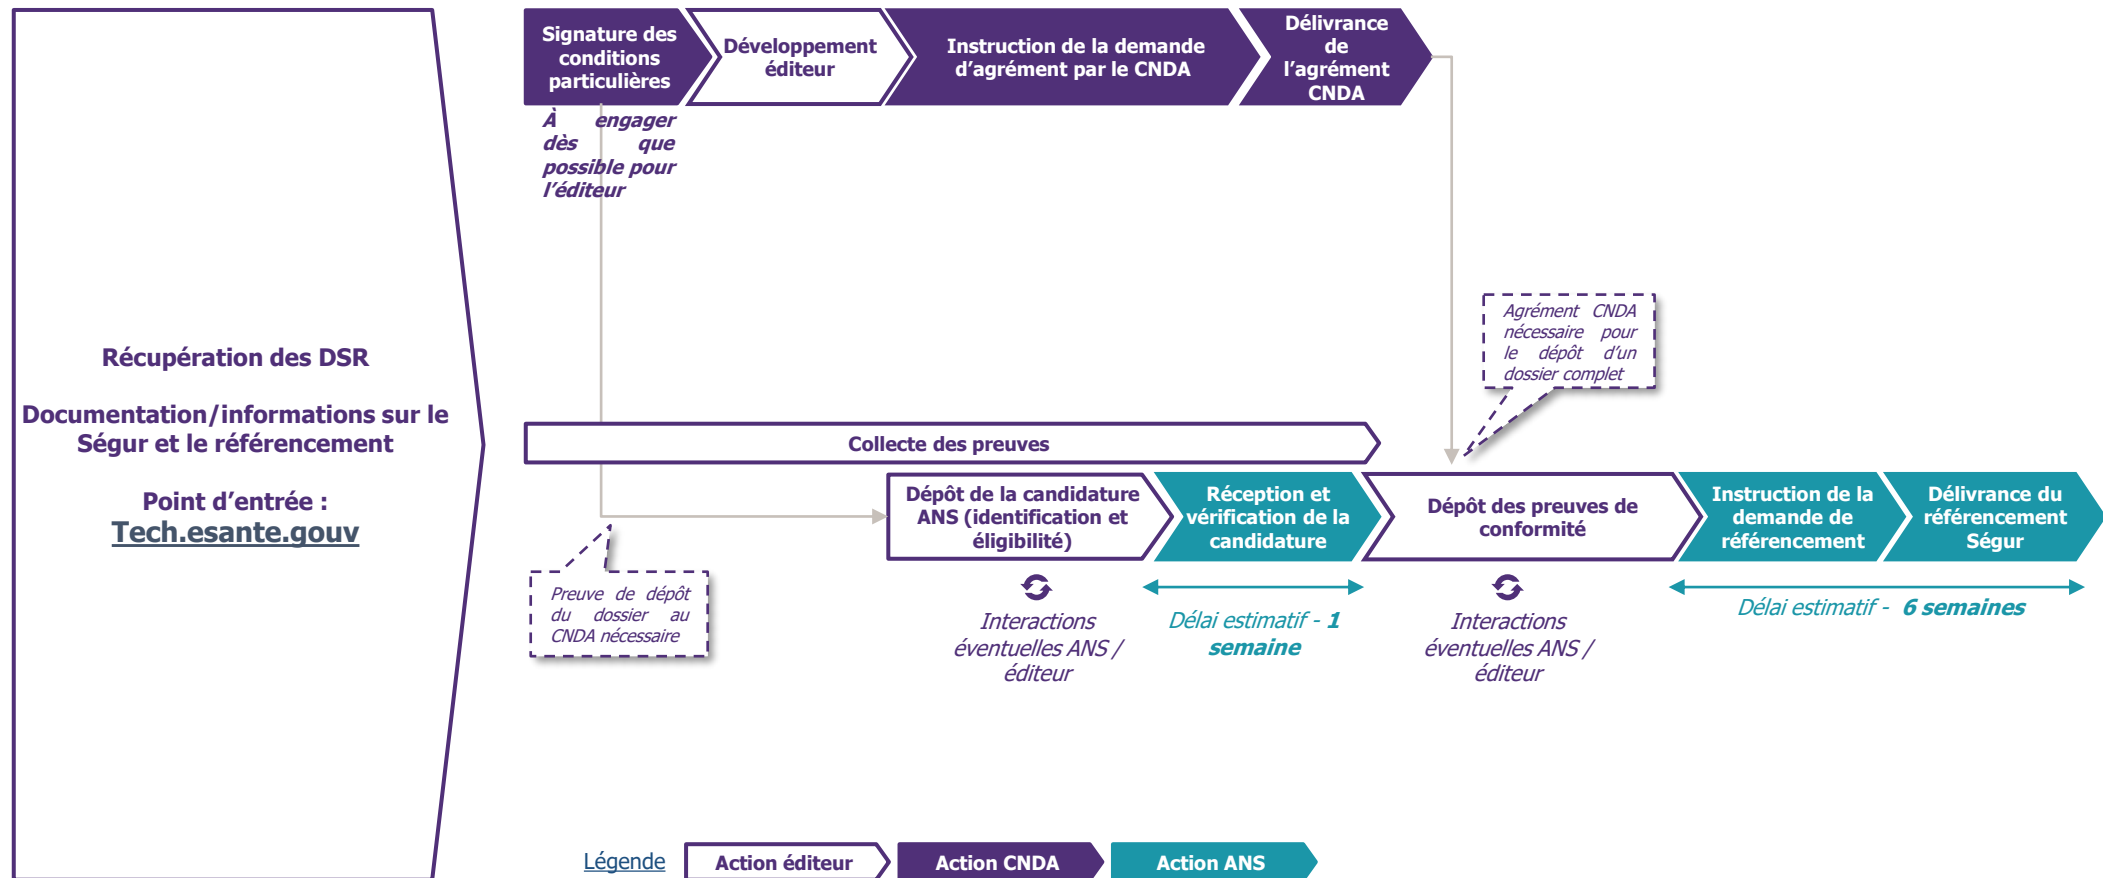 Récupération des DSR
Documentation/informations sur le
Ségur et le référencement
Point d'entrée :
Tech.esante.gouv
Signature des
conditions
particulières
À engager
dès que
possible pour
l'éditeur
Développement
éditeur
Instruction de la demande
d'agrément par le CNDA
Délivrance
de
l'agrément
CNDA
Agrément CNDA
nécessaire pour
le dépôt d'un
dossier complet
Collecte des preuves
Dépôt de la candidature
ANS (identification et
éligibilité)
Réception et
vérification de la
candidature
Dépôt des preuves de
conformité
Instruction de la
demande de
référencement
Délivrance du
référencement
Ségur
Preuve de dépôt
du dossier au
CNDA nécessaire
Interactions
éventuelles ANS /
éditeur
Délai estimatif - 1
semaine
Interactions
éventuelles ANS /
éditeur
Délai estimatif - 6 semaines
Légende
Action éditeur
Action CNDA
Action ANS